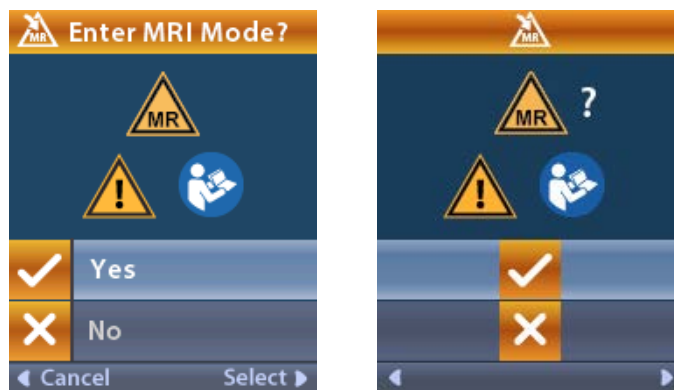 MR Enter MRI Mode?
MR
!
Yes
No
Cancel Select
MR
MR ?
!